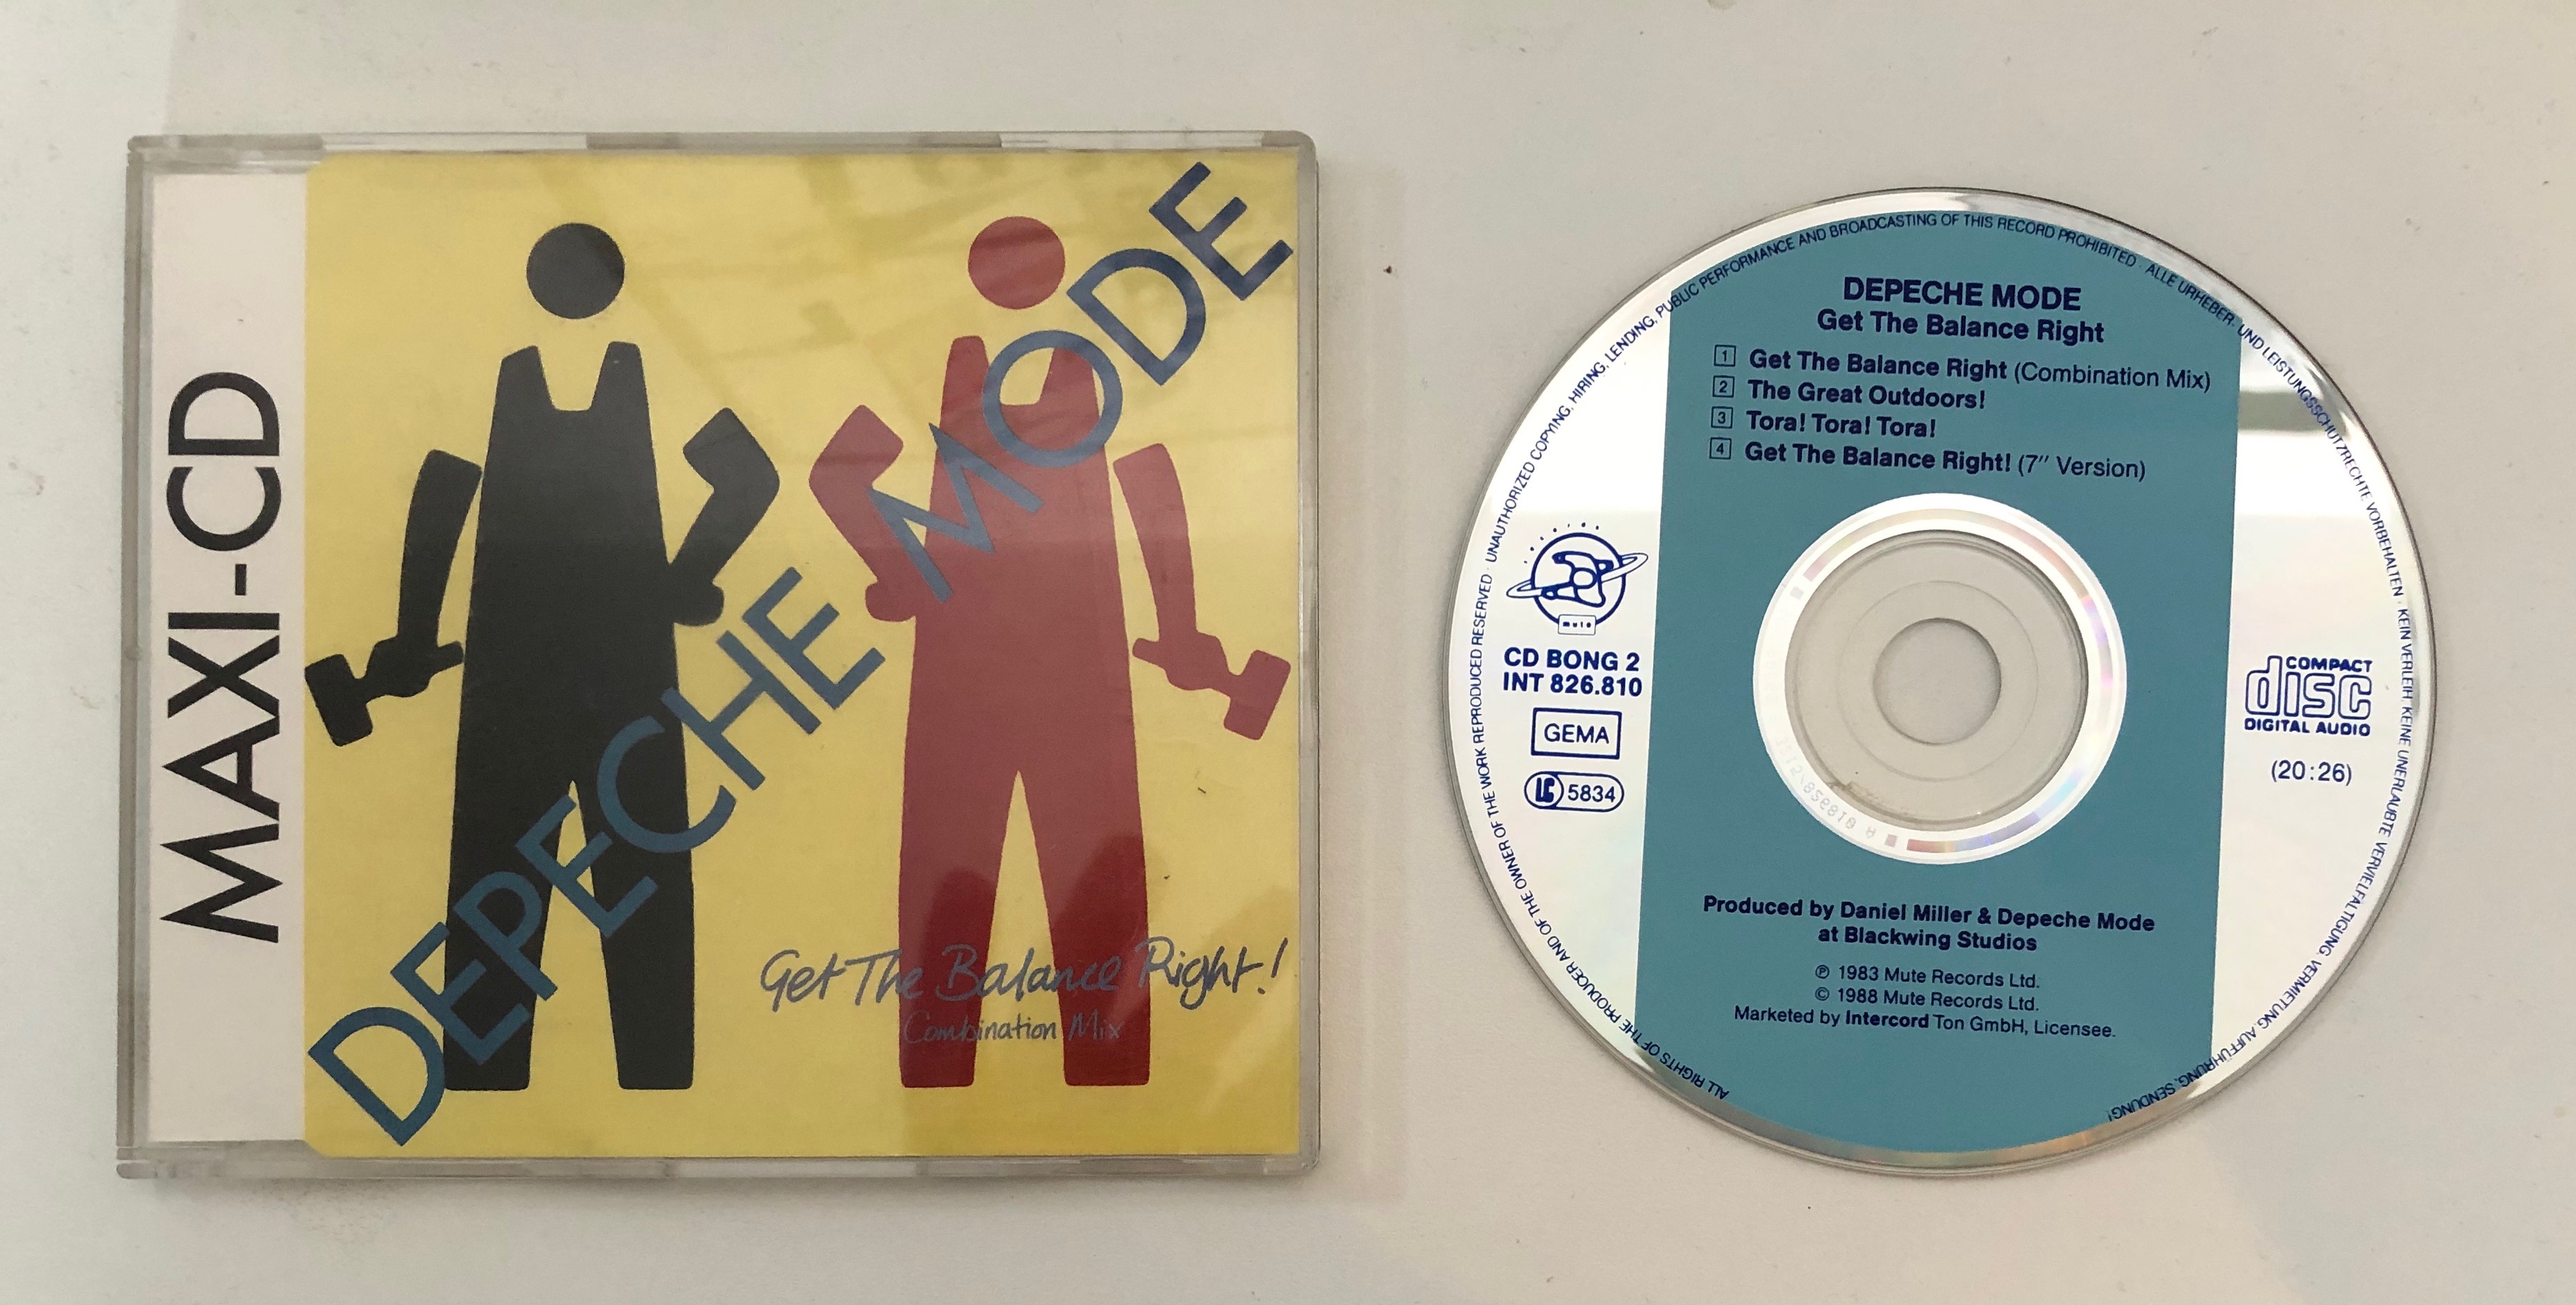 MAXI-CD
DEPECHE MODE
Get The Balance Right!
Combination Mix
DEPECHE MODE
Get The Balance Right
1 Get The Balance Right (Combination Mix)
2 The Great Outdoors!
3 Tora! Tora! Tora!
4 Get The Balance Right! (7″ Version)
mute
CD BONG 2
INT 826.810
GEMA
LC 5834
COMPACT
disc
DIGITAL AUDIO
(20:26)
Produced by Daniel Miller & Depeche Mode
at Blackwing Studios
℗ 1983 Mute Records Ltd.
© 1988 Mute Records Ltd.
Marketed by Intercord Ton GmbH, Licensee.
ALL RIGHTS OF THE PRODUCER AND OF THE OWNER OF THE WORK REPRODUCED RESERVED · UNAUTHORIZED COPYING, HIRING, LENDING, PUBLIC PERFORMANCE AND BROADCASTING OF THIS RECORD PROHIBITED · ALLE URHEBER- UND LEISTUNGSSCHUTZRECHTE VORBEHALTEN · KEIN VERLEIH, KEINE UNERLAUBTE VERVIELFÄLTIGUNG, VERMIETUNG, AUFFÜHRUNG, SENDUNG!